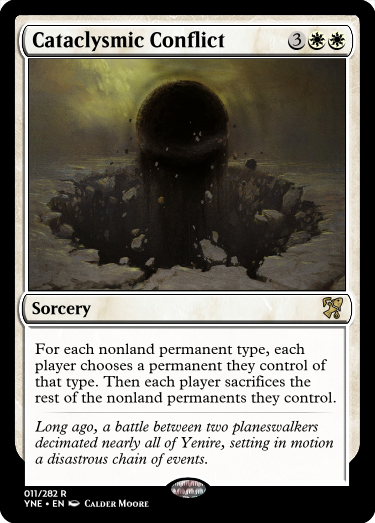 Cataclysmic Conflict 3
Sorcery
For each nonland permanent type, each
player chooses a permanent they control of
that type. Then each player sacrifices the
rest of the nonland permanents they control.
Long ago, a battle between two planeswalkers
decimated nearly all of Yenire, setting in motion
a disastrous chain of events.
011/282 R
YNE • EN Calder Moore